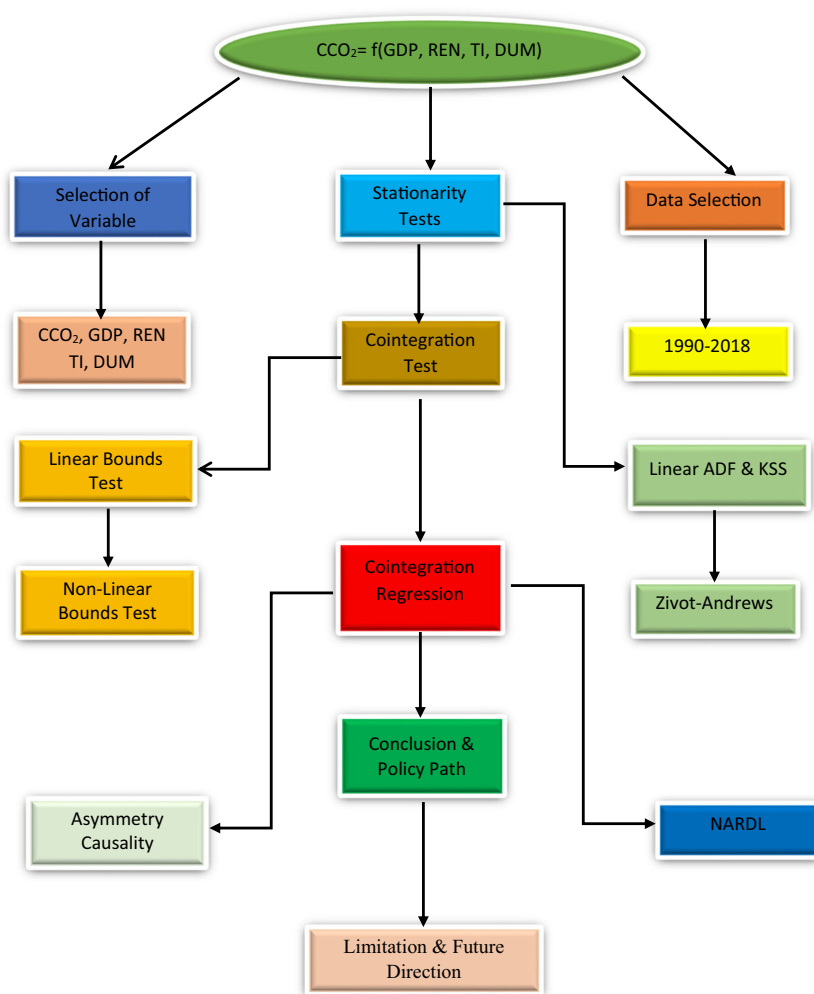 CCO₂= f(GDP, REN, TI, DUM)
Selection of
Variable
Stationarity
Tests
Data Selection
CCO₂, GDP, REN
TI, DUM
Cointegration
Test
1990-2018
Linear Bounds
Test
Linear ADF & KSS
Non-Linear
Bounds Test
Cointegration
Regression
Zivot-Andrews
Conclusion &
Policy Path
Asymmetry
Causality
NARDL
Limitation & Future
Direction